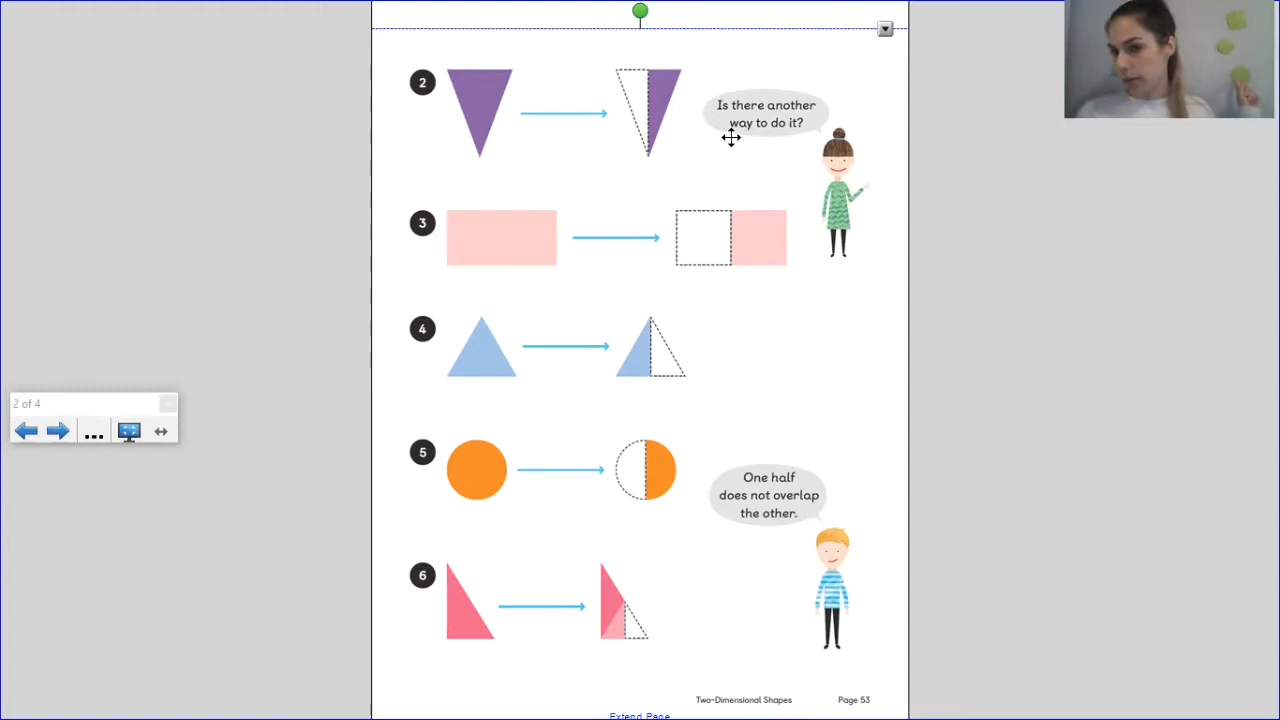 2
Is there another
way to do it?
3
4
2 of 4
...
5
One half
does not overlap
the other.
6
Two-Dimensional Shapes
Page 53
Extend Page